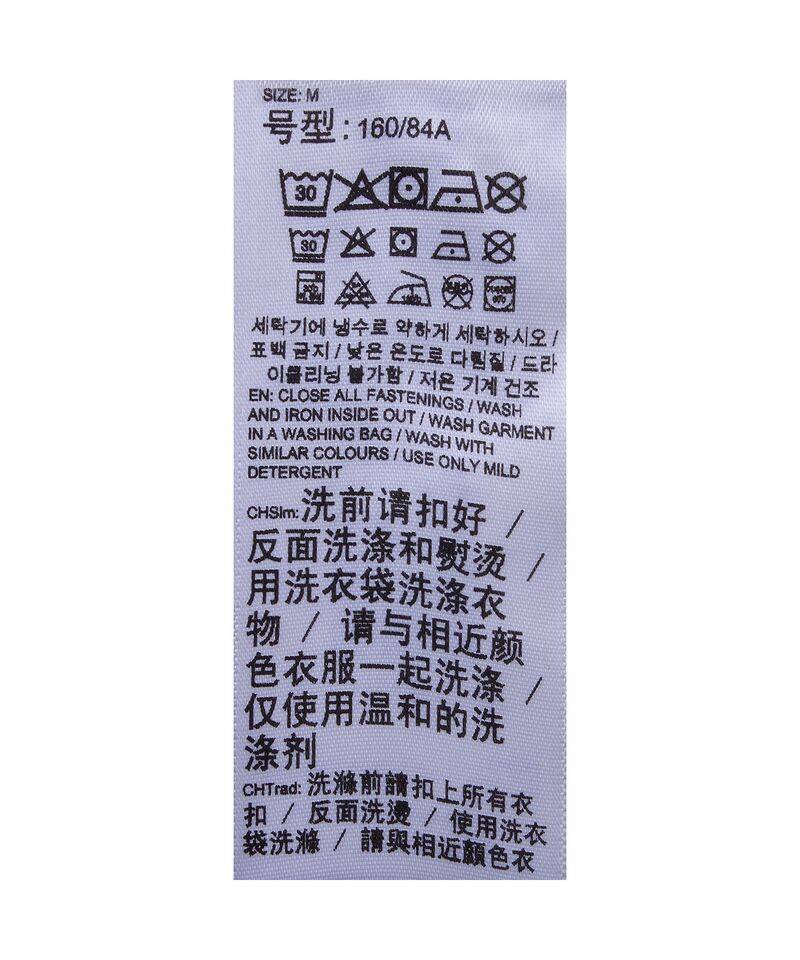 SIZE: M
号型: 160/84A
30
30
세탁기에 냉수로 약하게 세탁하시오 /
표백 금지 / 낮은 온도로 다림질 / 드라
이클리닝 불가함 / 저온 기계 건조
EN: CLOSE ALL FASTENINGS / WASH
AND IRON INSIDE OUT / WASH GARMENT
IN A WASHING BAG / WASH WITH
SIMILAR COLOURS / USE ONLY MILD
DETERGENT
CHSIm: 洗前请扣好 /
反面洗涤和熨烫 /
用洗衣袋洗涤衣
物 / 请与相近颜
色衣服一起洗涤 /
仅使用温和的洗
涤剂
CHTrad: 洗滌前請扣上所有衣
扣 / 反面洗燙 / 使用洗衣
袋洗滌 / 請與相近顏色衣